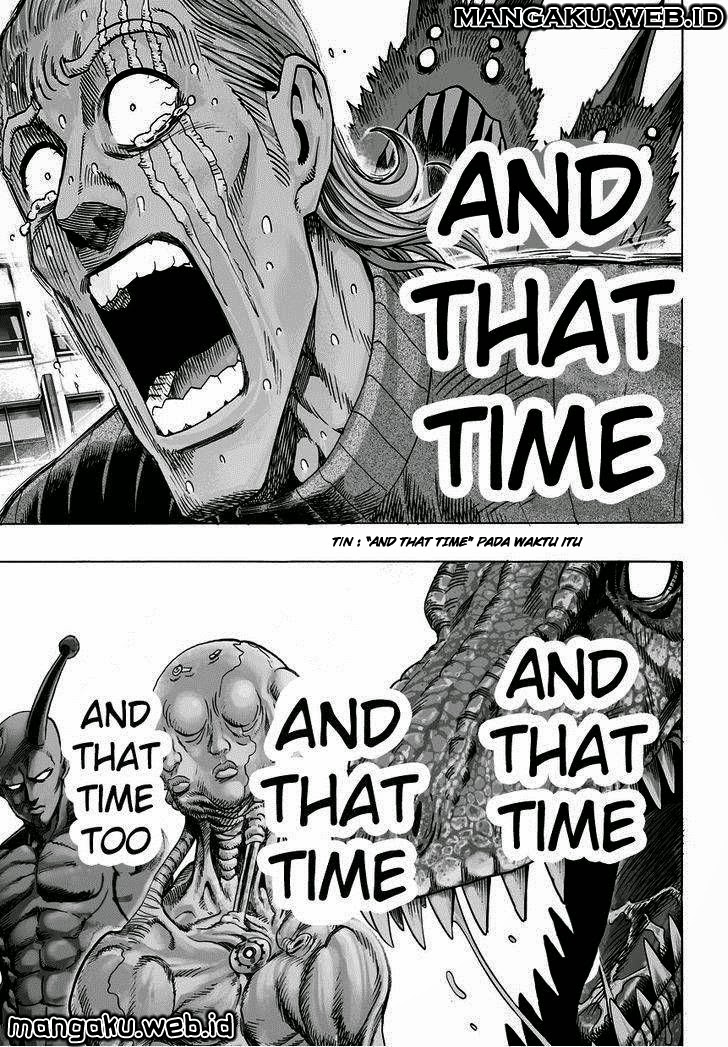 MANGAKU.WEB.ID
AND
THAT
TIME
TIN : "AND THAT TIME" PADA WAKTU ITU
AND
THAT
TIME
AND
THAT
TIME
AND
THAT
TIME
TOO
mangaku.web.id